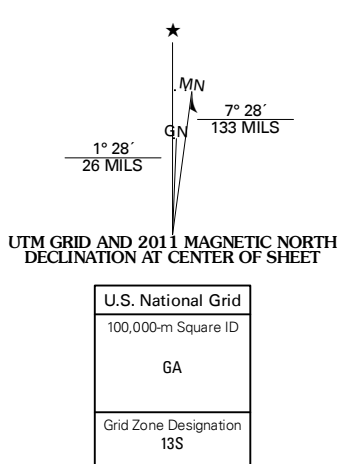 ★
MN
GN
7° 28´
133 MILS
1° 28´
26 MILS
UTM GRID AND 2011 MAGNETIC NORTH
DECLINATION AT CENTER OF SHEET
U.S. National Grid
100,000-m Square ID
GA
Grid Zone Designation
13S